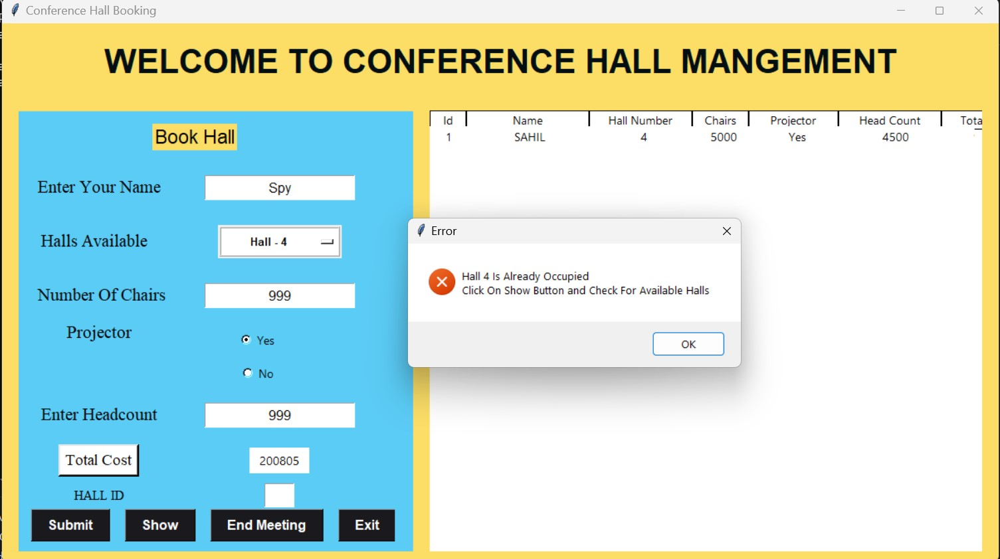 Conference Hall Booking
WELCOME TO CONFERENCE HALL MANGEMENT
Book Hall
Enter Your Name
Spy
Halls Available
Hall - 4
Number Of Chairs
999
Projector
Yes
No
Enter Headcount
999
Total Cost
200805
HALL ID
Submit Show End Meeting Exit
Id Name Hall Number Chairs Projector Head Count Tota
1 SAHIL 4 5000 Yes 4500
Error
Hall 4 Is Already Occupied
Click On Show Button and Check For Available Halls
OK